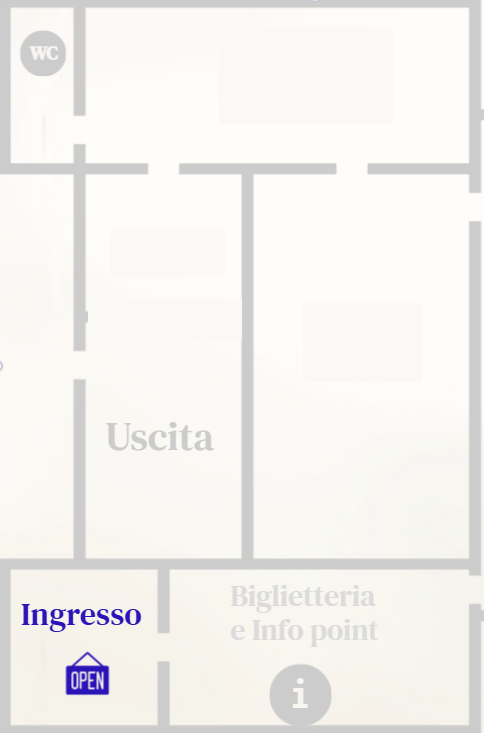 WC
Uscita
Ingresso
OPEN
Biglietteria
e Info point
i